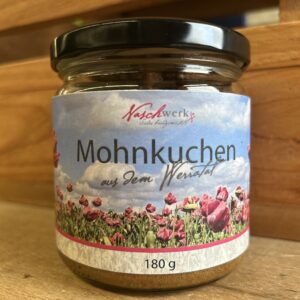 Naschwerk
Mohnkuchen
aus dem Werratal
180 g